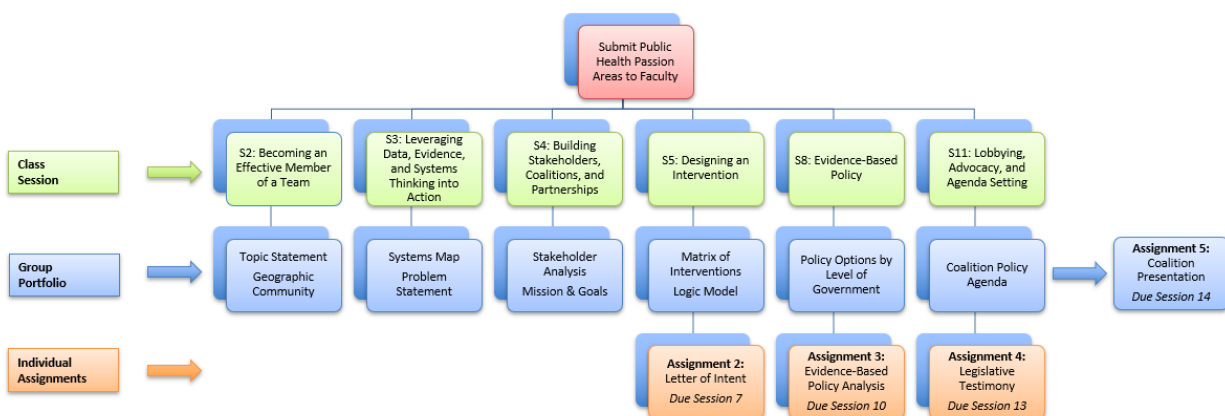 Submit Public
Health Passion
Areas to Faculty
Class
Session
S2: Becoming an
Effective Member
of a Team
S3: Leveraging
Data, Evidence,
and Systems
Thinking into
Action
S4: Building
Stakeholders,
Coalitions, and
Partnerships
S5: Designing an
Intervention
S8: Evidence-Based
Policy
S11: Lobbying,
Advocacy, and
Agenda Setting
Group
Portfolio
Topic Statement
Geographic
Community
Systems Map
Problem
Statement
Stakeholder
Analysis
Mission & Goals
Matrix of
Interventions
Logic Model
Policy Options by
Level of
Government
Coalition Policy
Agenda
Assignment 5:
Coalition
Presentation
Due Session 14
Individual
Assignments
Assignment 2:
Letter of Intent
Due Session 7
Assignment 3:
Evidence-Based
Policy Analysis
Due Session 10
Assignment 4:
Legislative
Testimony
Due Session 13